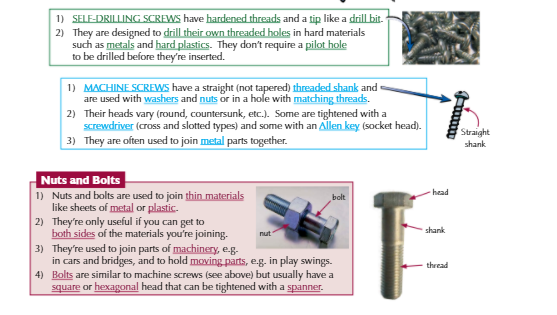 1) SELF-DRILLING SCREWS have hardened threads and a tip like a drill bit.
2) They are designed to drill their own threaded holes in hard materials
such as metals and hard plastics. They don't require a pilot hole
to be drilled before they're inserted.
1) MACHINE SCREWS have a straight (not tapered) threaded shank and
are used with washers and nuts or in a hole with matching threads.
2) Their heads vary (round, countersunk, etc.). Some are tightened with a
screwdriver (cross and slotted types) and some with an Allen key (socket head).
3) They are often used to join metal parts together.
Straight
shank
Nuts and Bolts
1) Nuts and bolts are used to join thin materials
like sheets of metal or plastic.
2) They're only useful if you can get to
both sides of the materials you're joining.
3) They're used to join parts of machinery, e.g.
in cars and bridges, and to hold moving parts, e.g. in play swings.
4) Bolts are similar to machine screws (see above) but usually have a
square or hexagonal head that can be tightened with a spanner.
bolt
nut
head
shank
thread